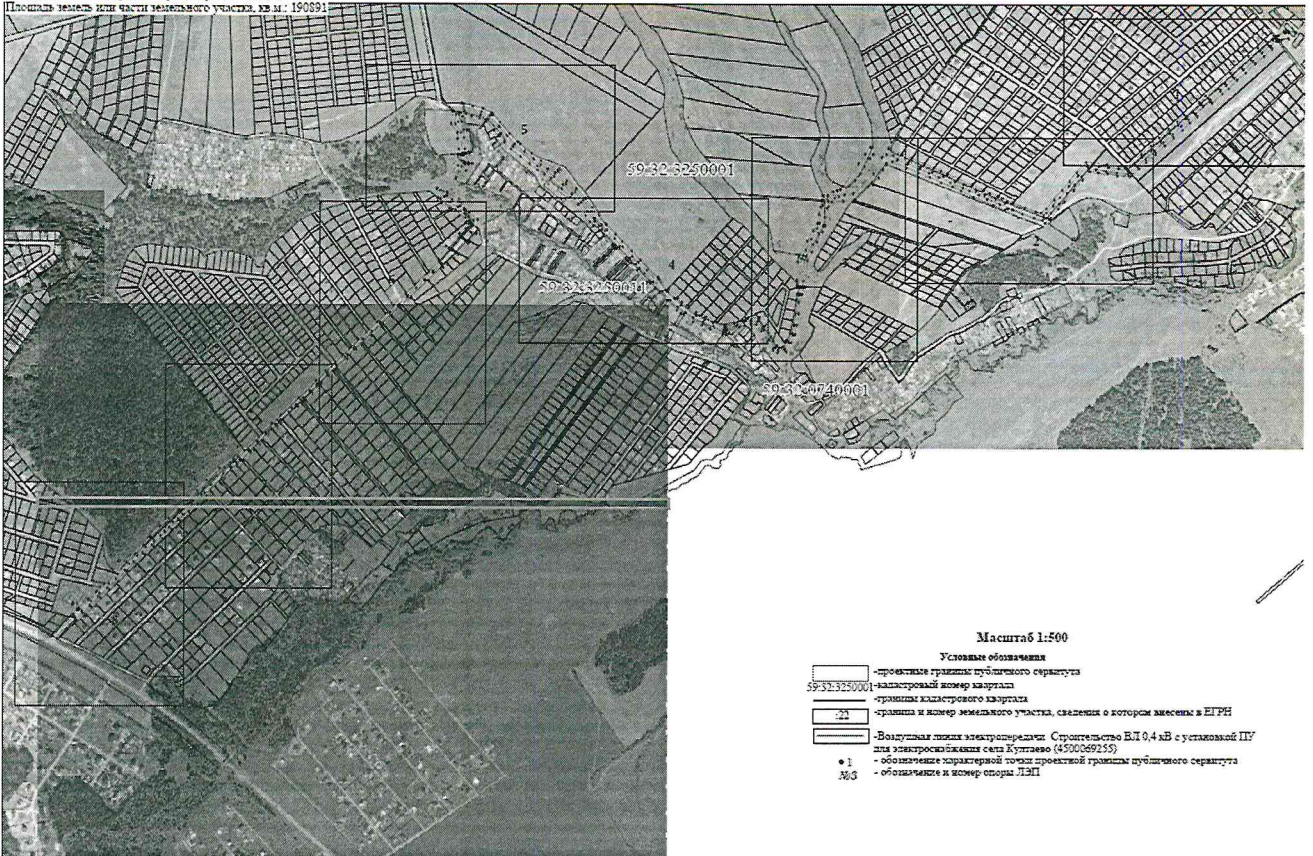 Площадь земель или части земельного участка, кв.м.: 190891
5
59:32:3250001
4
59:32:3250011
59:32:0740001
Масштаб 1:500
Условные обозначения
-проектные границы публичного сервитута
59:32:3250001 -кадастровый номер квартала
-границы кадастрового квартала
:22 -граница и номер земельного участка, сведения о котором внесены в ЕГРН
-Воздушная линия электропередачи Строительство ВЛ 0,4 кВ с установкой ПУ
для электроснабжения села Култаево (4500069255)
• 1 - обозначение характерной точки проектной границы публичного сервитута
№3 - обозначение и номер опоры ЛЭП